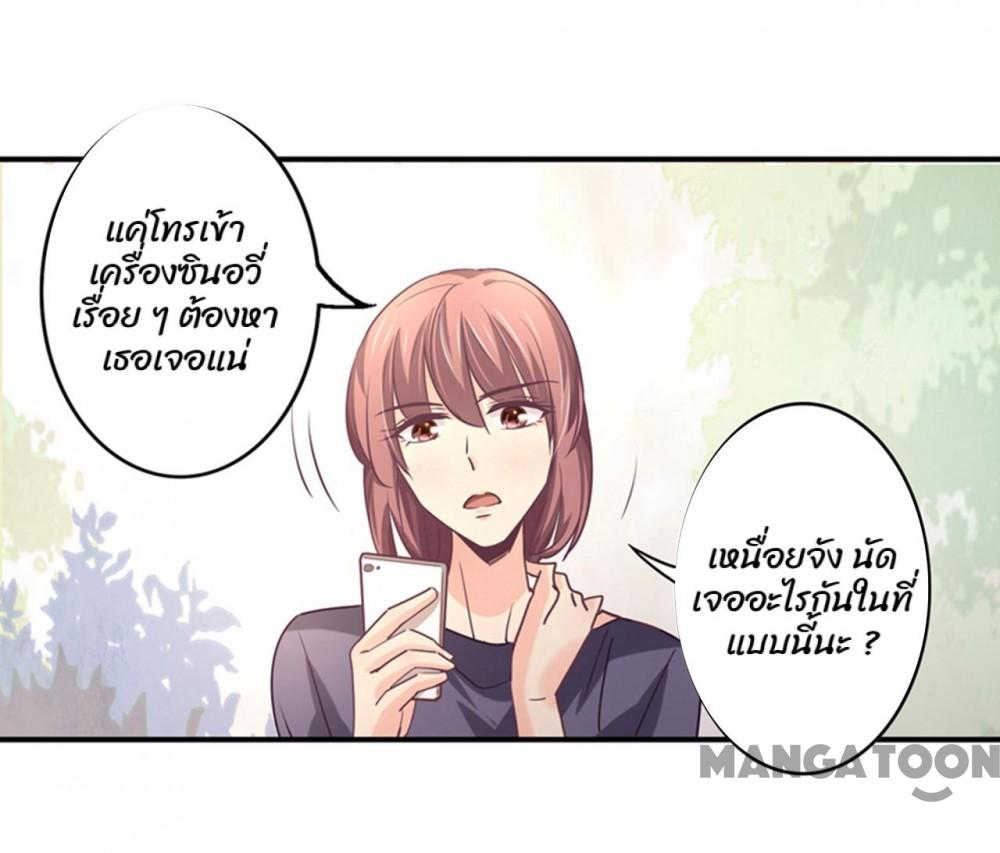 แค่โทรเข้า
เครื่องซินอวี่
เรื่อย ๆ ต้องหา
เธอเจอแน่
เหนื่อยจัง นัด
เจออะไรกันในที่
แบบนี้นะ ?
MANGATOON